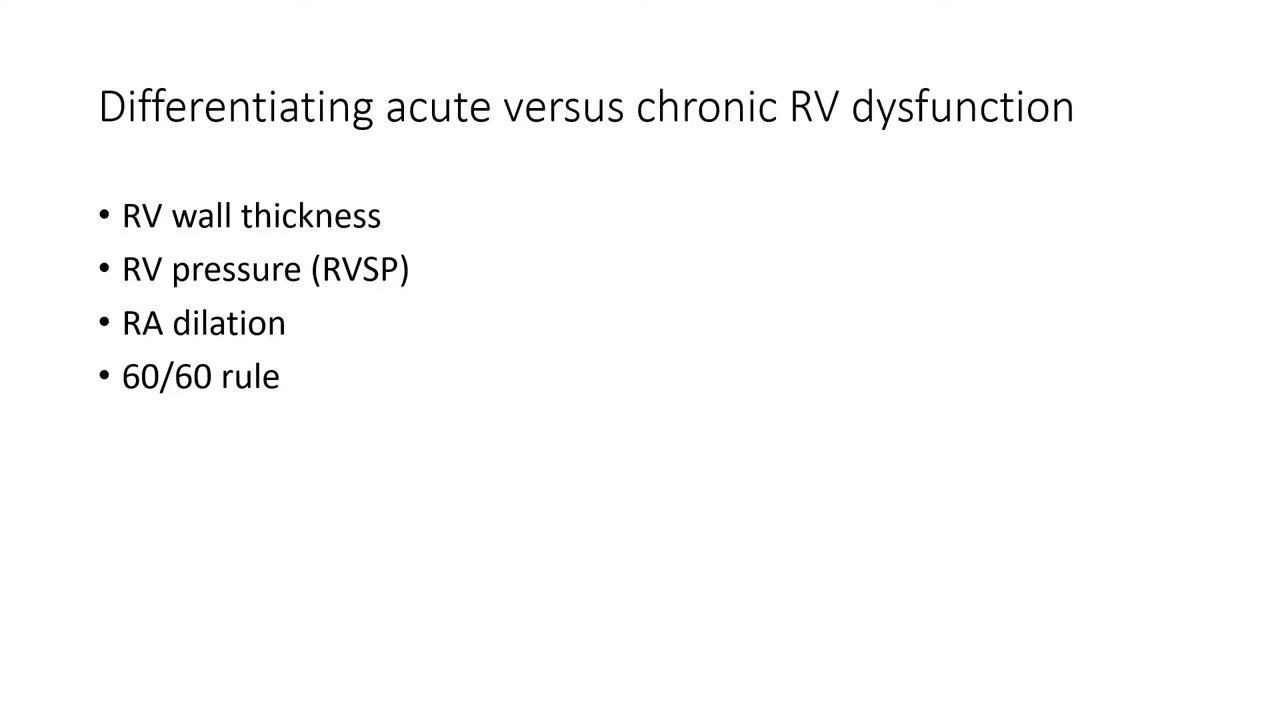 Differentiating acute versus chronic RV dysfunction
• RV wall thickness
• RV pressure (RVSP)
• RA dilation
• 60/60 rule